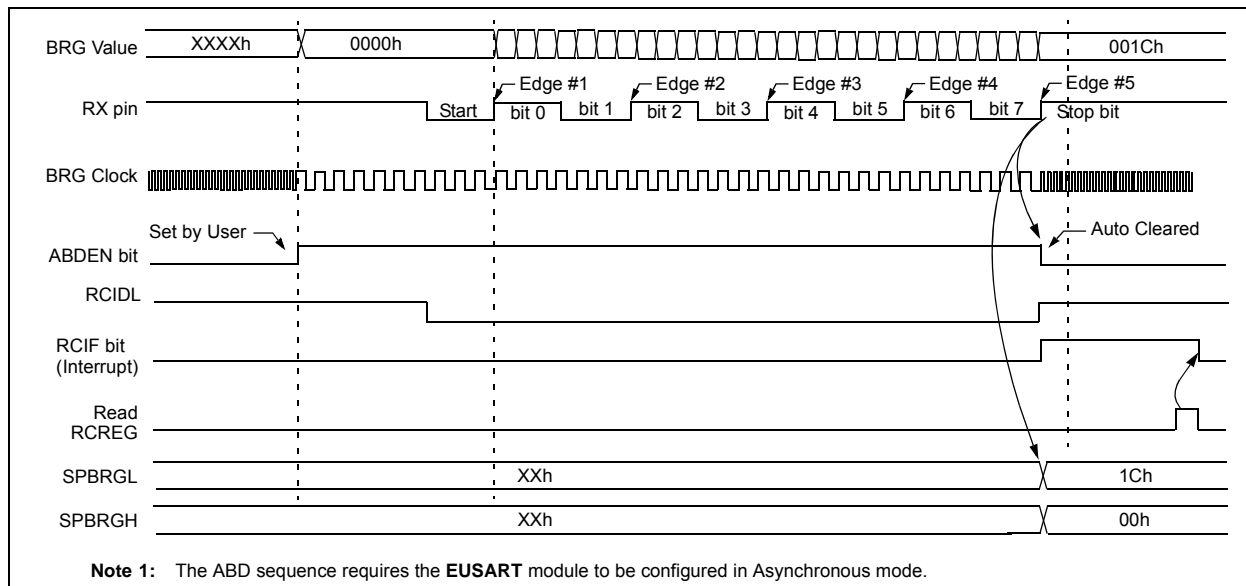 BRG Value XXXXh 0000h 001Ch
Edge #1 Edge #2 Edge #3 Edge #4 Edge #5
RX pin Start bit 0 bit 1 bit 2 bit 3 bit 4 bit 5 bit 6 bit 7 Stop bit
BRG Clock
Set by User Auto Cleared
ABDEN bit
RCIDL
RCIF bit
(Interrupt)
Read
RCREG
SPBRGL XXh 1Ch
SPBRGH XXh 00h
Note 1: The ABD sequence requires the EUSART module to be configured in Asynchronous mode.